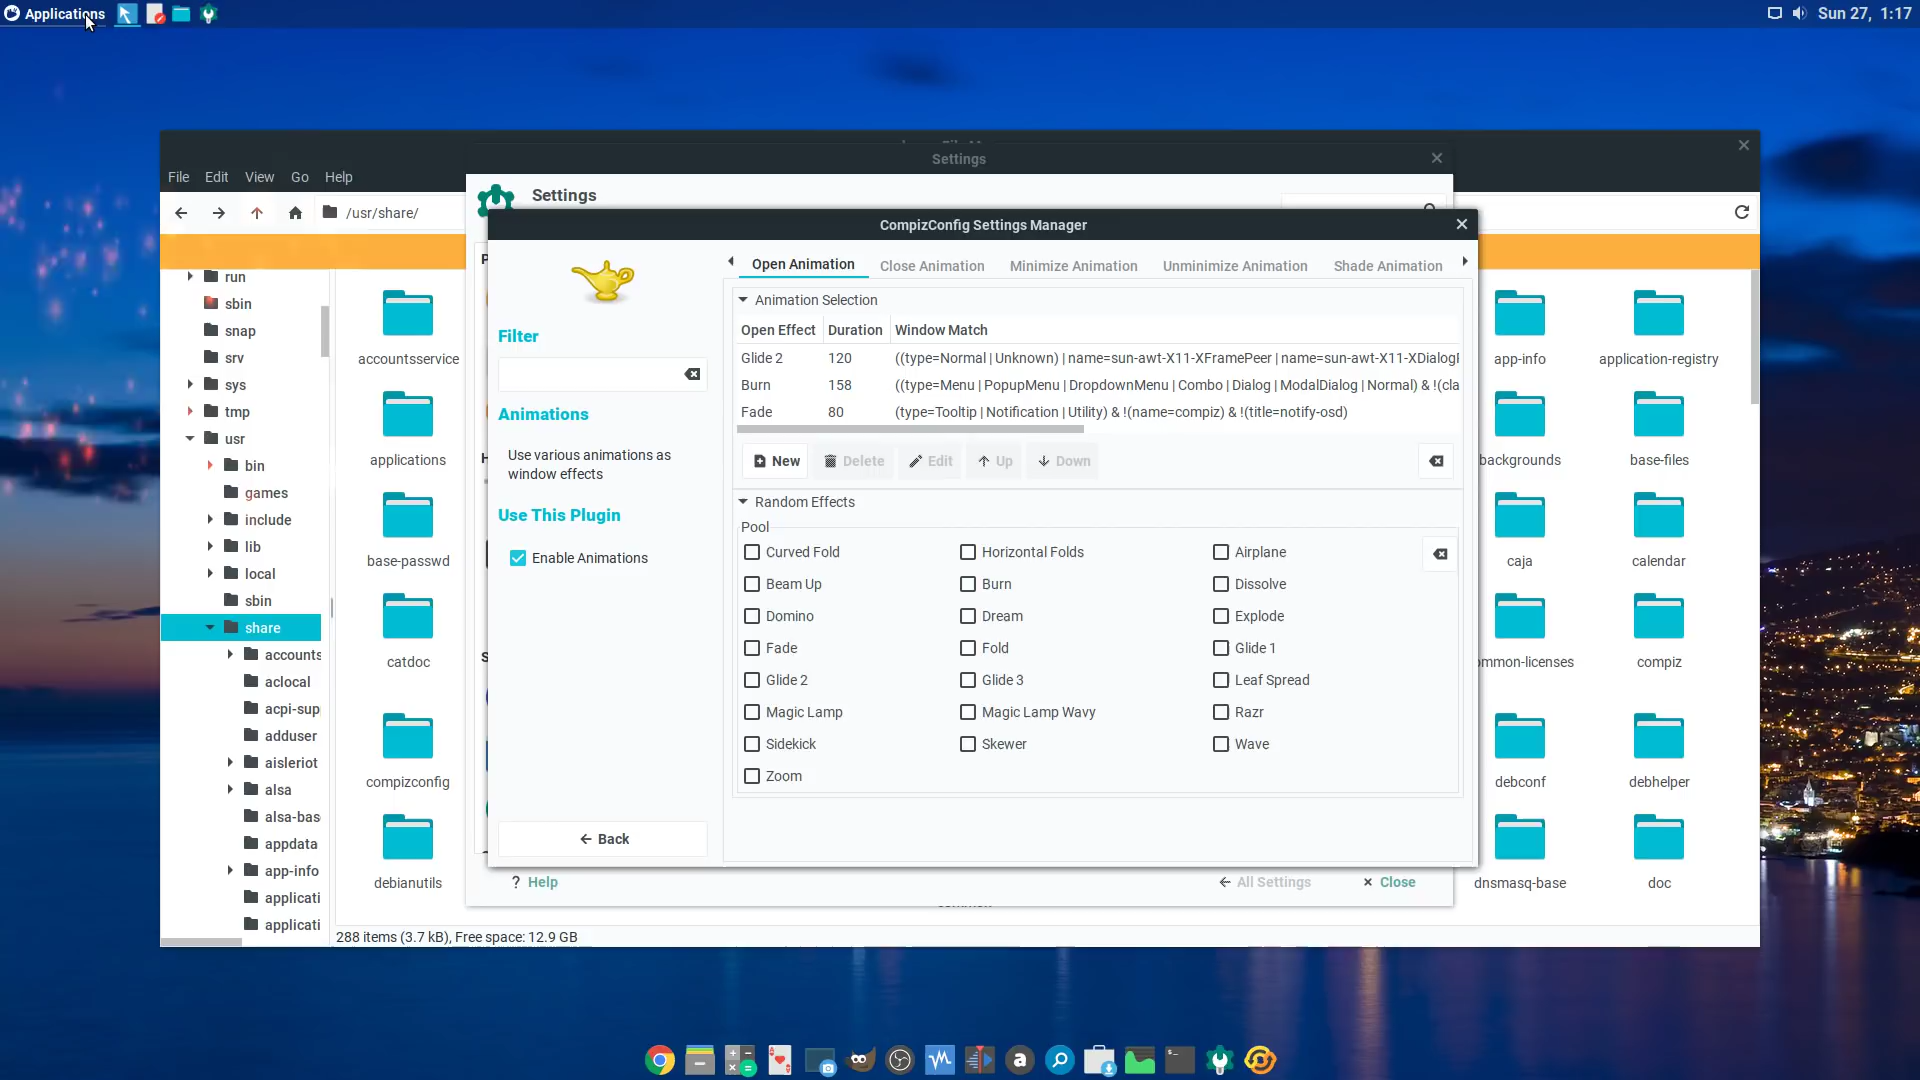 Applications
Sun 27, 1:17
Settings
File Edit View Go Help
/usr/share/
Settings
CompizConfig Settings Manager
Open Animation Close Animation Minimize Animation Unminimize Animation Shade Animation
Filter
Animations
Use various animations as
window effects
Use This Plugin
Enable Animations
Back
Animation Selection
Open Effect Duration Window Match
Glide 2 120 ((type=Normal | Unknown) | name=sun-awt-X11-XFramePeer | name=sun-awt-X11-XDialog
Burn 158 ((type=Menu | PopupMenu | DropdownMenu | Combo | Dialog | ModalDialog | Normal) & !(cla
Fade 80 (type=Tooltip | Notification | Utility) & !(name=compiz) & !(title=notify-osd)
New Delete Edit Up Down
Random Effects
Pool
Curved Fold Horizontal Folds Airplane
Beam Up Burn Dissolve
Domino Dream Explode
Fade Fold Glide 1
Glide 2 Glide 3 Leaf Spread
Magic Lamp Magic Lamp Wavy Razr
Sidekick Skewer Wave
Zoom
? Help
All Settings
Close
run
sbin
snap
srv
sys
tmp
usr
bin
games
include
lib
local
sbin
share
accounts
aclocal
acpi-sup
adduser
aisleriot
alsa
alsa-bas
appdata
app-info
applicati
applicati
accountsservice
applications
base-passwd
catdoc
compizconfig
debianutils
app-info application-registry
backgrounds base-files
caja calendar
mmon-licenses compiz
debconf debhelper
dnsmasq-base doc
288 items (3.7 kB), Free space: 12.9 GB